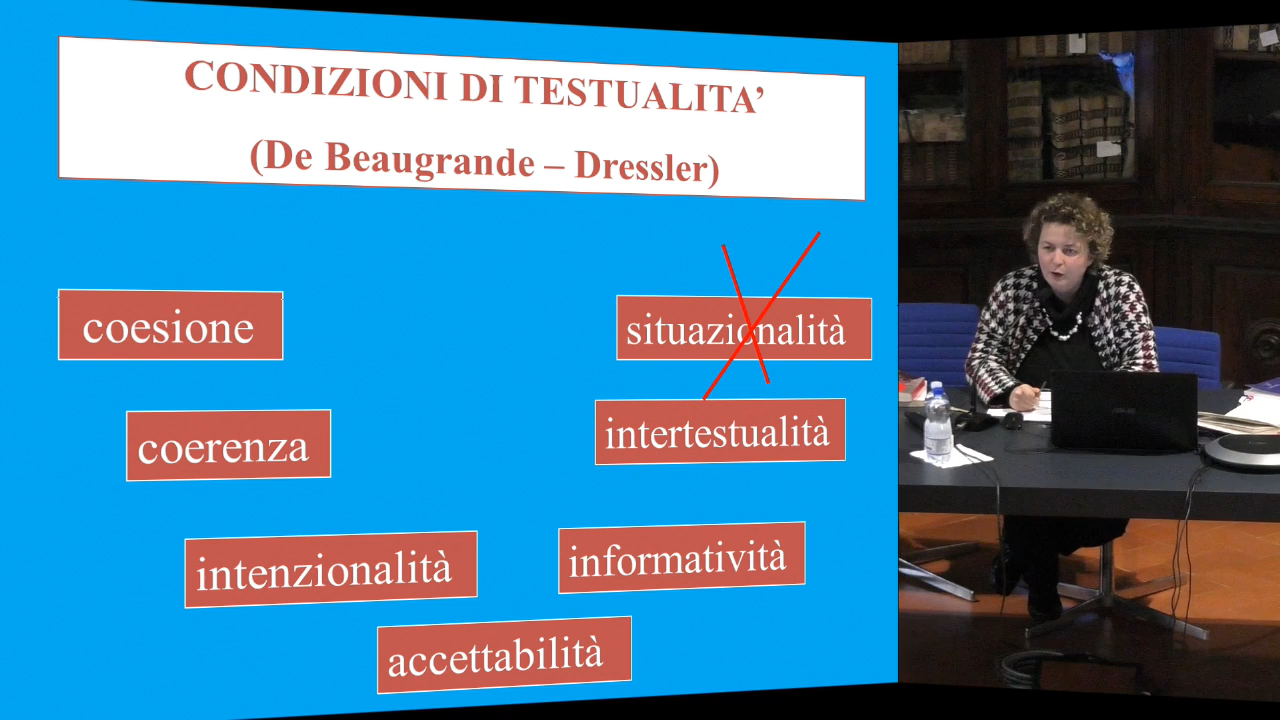 CONDIZIONI DI TESTUALITA’
(De Beaugrande – Dressler)
coesione
situazionalità
coerenza
intertestualità
intenzionalità
informatività
accettabilità